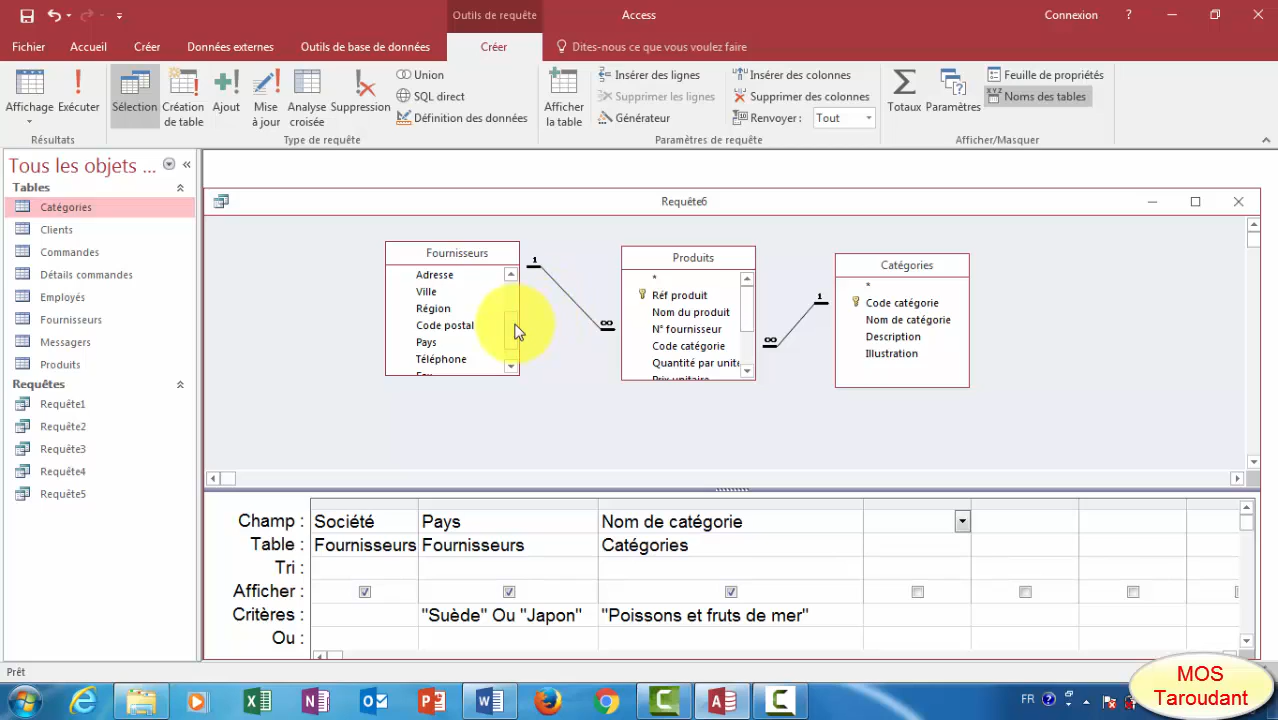 Outils de requête
Access
Connexion
?
Fichier
Accueil
Créer
Données externes
Outils de base de données
Créer
Dites-nous ce que vous voulez faire
Affichage
Exécuter
Sélection
Création de table
Ajout
Mise à jour
Analyse croisée
Suppression
Union
SQL direct
Définition des données
Afficher la table
Insérer des lignes
Supprimer les lignes
Générateur
Insérer des colonnes
Supprimer des colonnes
Renvoyer : Tout
Totaux
Paramètres
Feuille de propriétés
XYZ Noms des tables
Résultats
Type de requête
Paramètres de requête
Afficher/Masquer
Tous les objets ...
Tables
Catégories
Clients
Commandes
Détails commandes
Employés
Fournisseurs
Messagers
Produits
Requêtes
Requête1
Requête2
Requête3
Requête4
Requête5
Requête6
Fournisseurs
Adresse
Ville
Région
Code postal
Pays
Téléphone
1
∞
Produits
*
Réf produit
Nom du produit
N° fournisseur
Code catégorie
Quantité par unité
Prix unitaire
∞
1
Catégories
*
Code catégorie
Nom de catégorie
Description
Illustration
Champ : Société Pays Nom de catégorie
Table : Fournisseurs Fournisseurs Catégories
Tri :
Afficher :
Critères : "Suède" Ou "Japon" "Poissons et fruts de mer"
Ou :
Prêt
FR
MOS
Taroudant